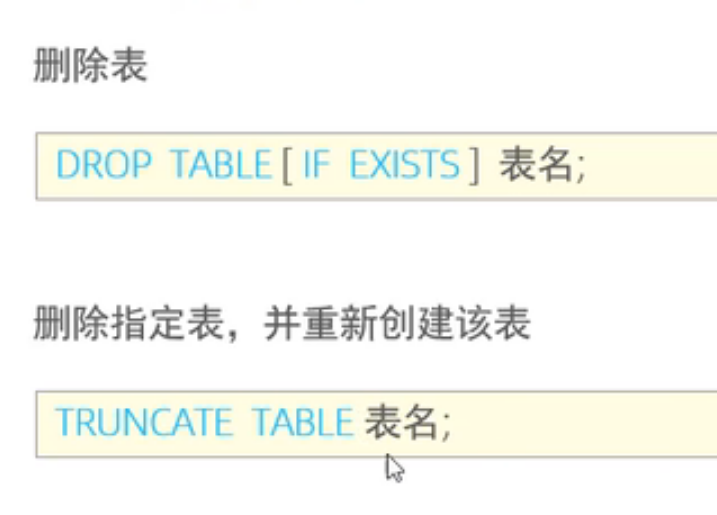 删除表
DROP TABLE [ IF EXISTS ] 表名;
删除指定表，并重新创建该表
TRUNCATE TABLE 表名;